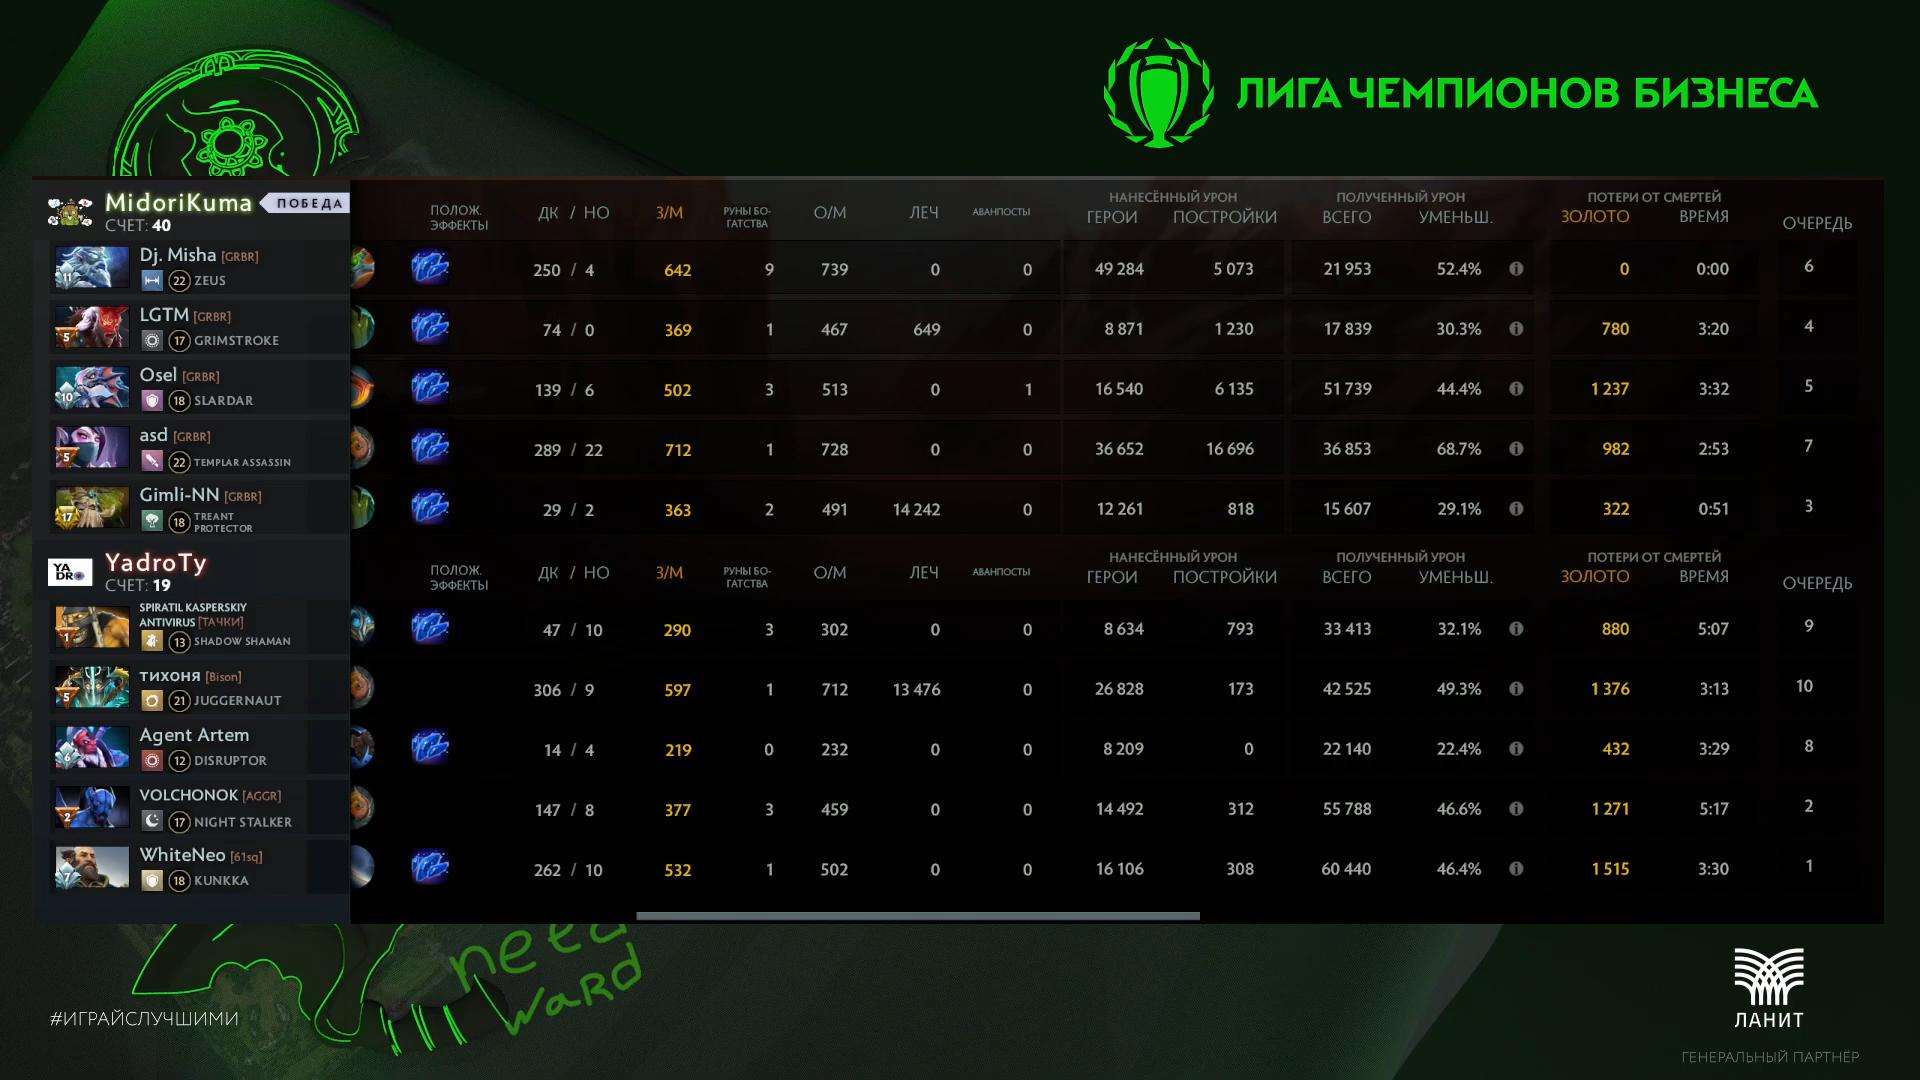 ЛИГА ЧЕМПИОНОВ БИЗНЕСА
MidoriKuma ПОБЕДА
СЧЕТ: 40
ПОЛОЖ. ЭФФЕКТЫ ДК / НО З/М РУНЫ БО- ГАТСТВА О/М ЛЕЧ АВАНПОСТЫ НАНЕСЁННЫЙ УРОН ГЕРОИ ПОСТРОЙКИ ПОЛУЧЕННЫЙ УРОН ВСЕГО УМЕНЬШ. ПОТЕРИ ОТ СМЕРТЕЙ ЗОЛОТО ВРЕМЯ ОЧЕРЕДЬ
Dj. Misha [GRBR]
11 22 ZEUS 250 / 4 642 9 739 0 0 49 284 5 073 21 953 52.4% 0 0:00 6
LGTM [GRBR]
5 17 GRIMSTROKE 74 / 0 369 1 467 649 0 8 871 1 230 17 839 30.3% 780 3:20 4
Osel [GRBR]
10 18 SLARDAR 139 / 6 502 3 513 0 1 16 540 6 135 51 739 44.4% 1 237 3:32 5
asd [GRBR]
5 22 TEMPLAR ASSASSIN 289 / 22 712 1 728 0 0 36 652 16 696 36 853 68.7% 982 2:53 7
Gimli-NN [GRBR]
17 18 TREANT PROTECTOR 29 / 2 363 2 491 14 242 0 12 261 818 15 607 29.1% 322 0:51 3
YADRO YadroTy
СЧЕТ: 19
ПОЛОЖ. ЭФФЕКТЫ ДК / НО З/М РУНЫ БО- ГАТСТВА О/М ЛЕЧ АВАНПОСТЫ НАНЕСЁННЫЙ УРОН ГЕРОИ ПОСТРОЙКИ ПОЛУЧЕННЫЙ УРОН ВСЕГО УМЕНЬШ. ПОТЕРИ ОТ СМЕРТЕЙ ЗОЛОТО ВРЕМЯ ОЧЕРЕДЬ
SPIRATIL KASPERSKIY
ANTIVIRUS [ТАЧКИ]
1 13 SHADOW SHAMAN 47 / 10 290 3 302 0 0 8 634 793 33 413 32.1% 880 5:07 9
тихоня [Bison]
5 21 JUGGERNAUT 306 / 9 597 1 712 13 476 0 26 828 173 42 525 49.3% 1 376 3:13 10
Agent Artem
6 12 DISRUPTOR 14 / 4 219 0 232 0 0 8 209 0 22 140 22.4% 432 3:29 8
VOLCHONOK [AGGR]
2 17 NIGHT STALKER 147 / 8 377 3 459 0 0 14 492 312 55 788 46.6% 1 271 5:17 2
WhiteNeo [61sq]
7 18 KUNKKA 262 / 10 532 1 502 0 0 16 106 308 60 440 46.4% 1 515 3:30 1
need
ward
#ИГРАЙСЛУЧШИМИ
ЛАНИТ
ГЕНЕРАЛЬНЫЙ ПАРТНЁР